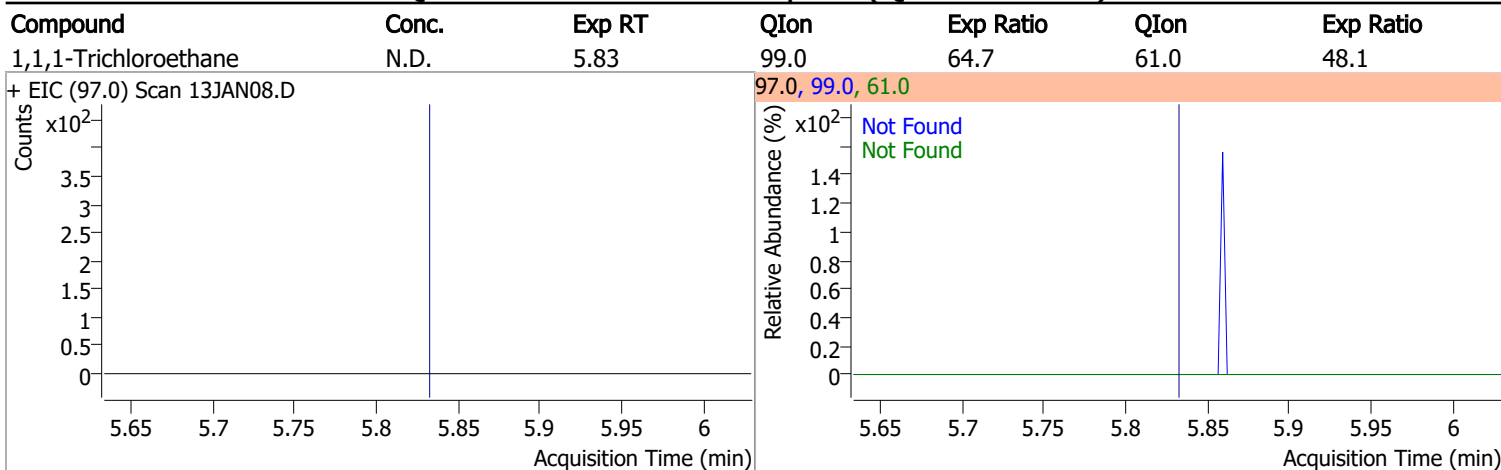 Compound Conc. Exp RT QIon Exp Ratio QIon Exp Ratio
1,1,1-Trichloroethane N.D. 5.83 99.0 64.7 61.0 48.1
+ EIC (97.0) Scan 13JAN08.D
Counts
x10²
3.5
3
2.5
2
1.5
1
0.5
0
5.65 5.7 5.75 5.8 5.85 5.9 5.95 6
Acquisition Time (min)
97.0, 99.0, 61.0
Relative Abundance (%)
x10²
Not Found
Not Found
1.4
1.2
1
0.8
0.6
0.4
0.2
0
5.65 5.7 5.75 5.8 5.85 5.9 5.95 6
Acquisition Time (min)